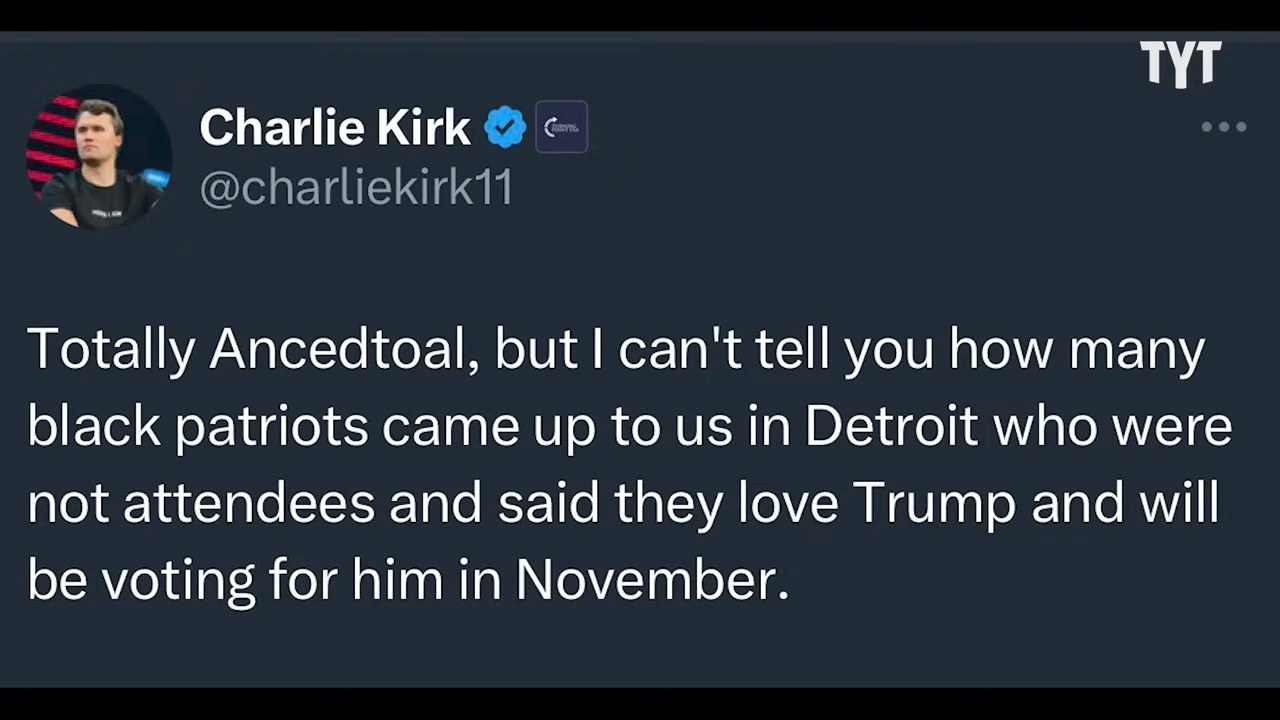 TYT
Charlie Kirk
@charliekirk11
Totally Ancedtoal, but I can't tell you how many
black patriots came up to us in Detroit who were
not attendees and said they love Trump and will
be voting for him in November.